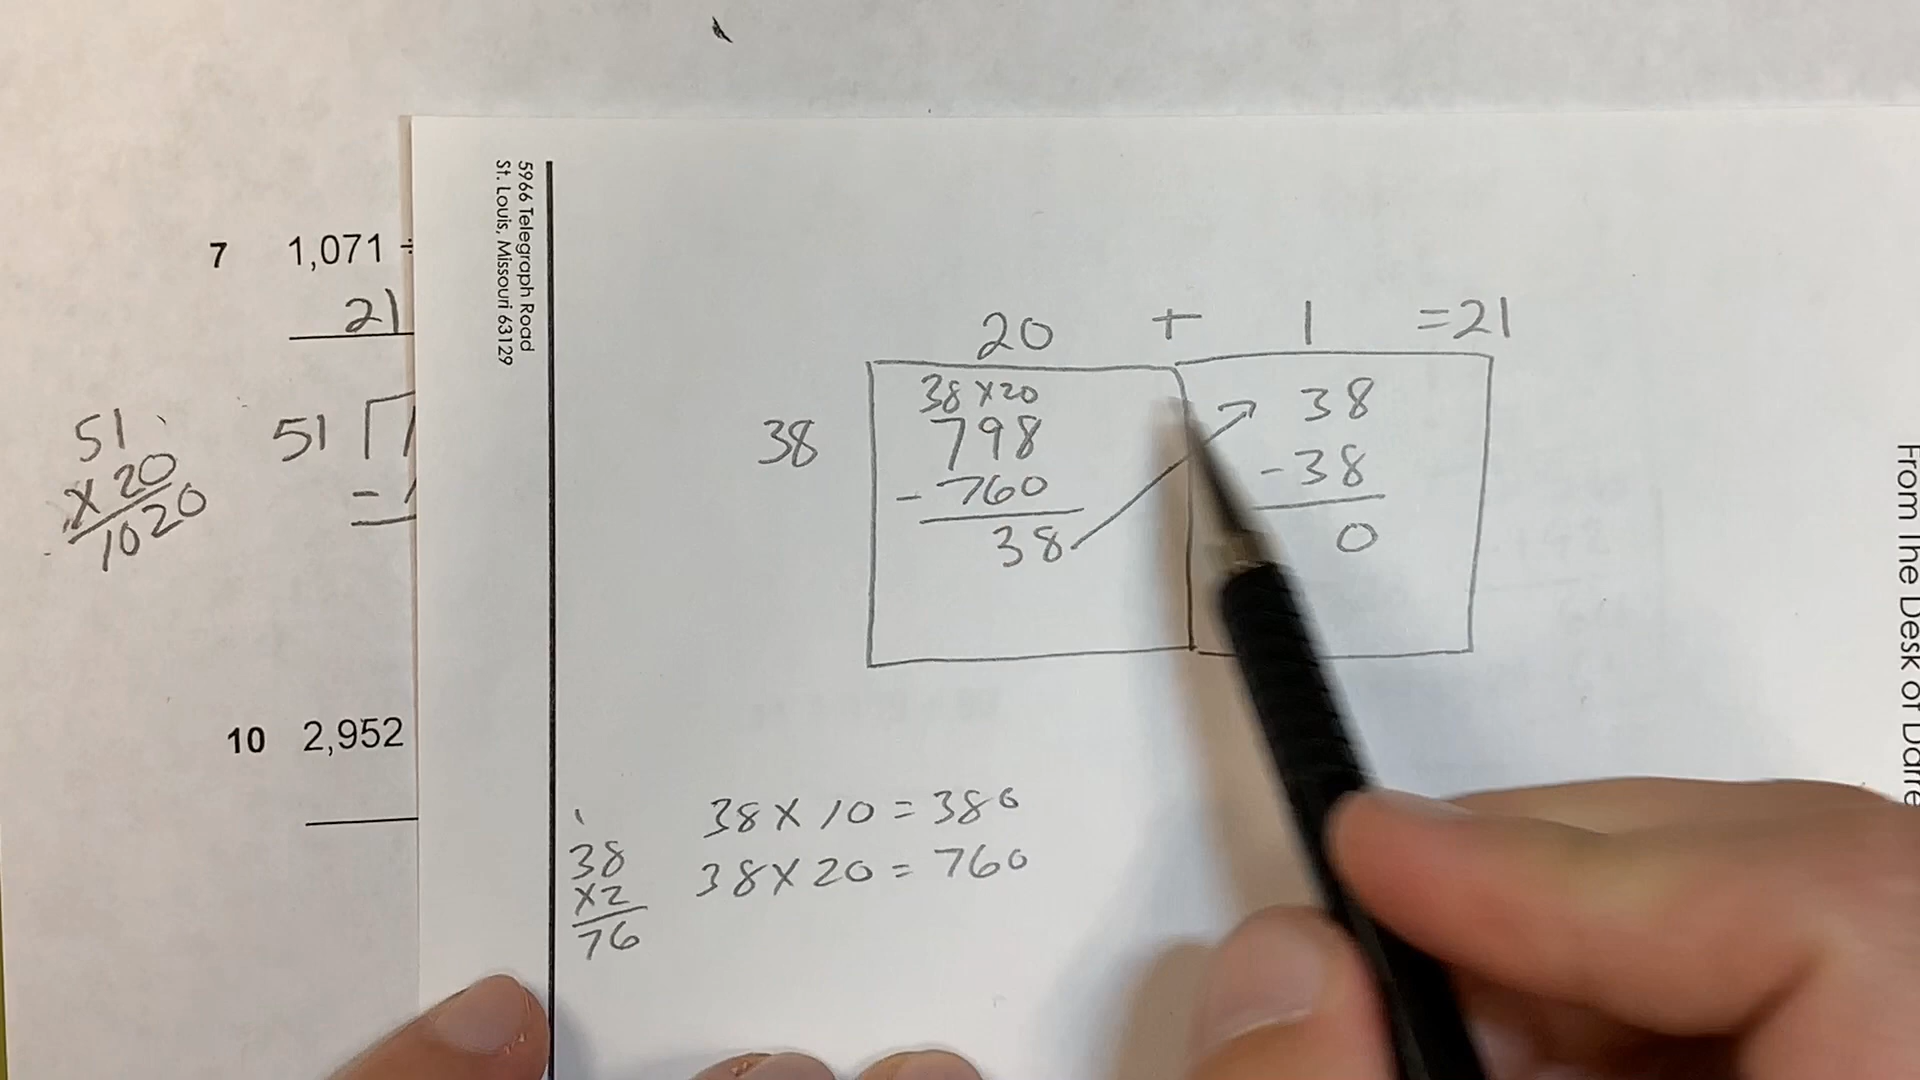 7 1,071 ÷
21
51
x 20
1020
51
-
10 2,952
5966 Telegraph Road
St. Louis, Missouri 63129
20 + 1 =21
38
38 x20
798
- 760
38
38
-38
0
38 x 10 = 380
38 x 20 = 760
38
x2
76
From The Desk of Darre